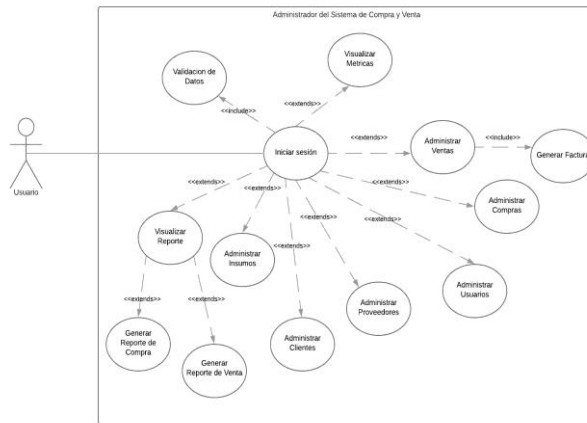 Administrador del Sistema de Compra y Venta
Visualizar
Metricas
Validacion de
Datos
<<include>>
<<extends>>
Usuario
Iniciar sesión
<<extends>>
Administrar
Ventas
<<include>>
Generar Factura
<<extends>>
<<extends>>
<<extends>>
Administrar
Compras
Visualizar
Reporte
Administrar
Insumos
<<extends>>
<<extends>>
<<extends>>
Administrar
Usuarios
<<extends>>
<<extends>>
Administrar
Proveedores
Generar
Reporte de
Compra
Administrar
Clientes
Generar
Reporte de Venta